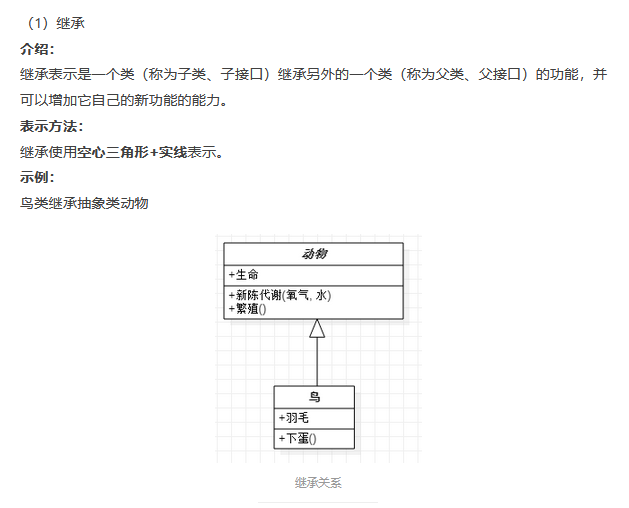 （1）继承
介绍：
继承表示是一个类（称为子类、子接口）继承另外的一个类（称为父类、父接口）的功能，并
可以增加它自己的新功能的能力。
表示方法：
继承使用空心三角形+实线表示。
示例：
鸟类继承抽象类动物
动物
+生命
+新陈代谢(氧气, 水)
+繁殖()
鸟
+羽毛
+下蛋()
继承关系